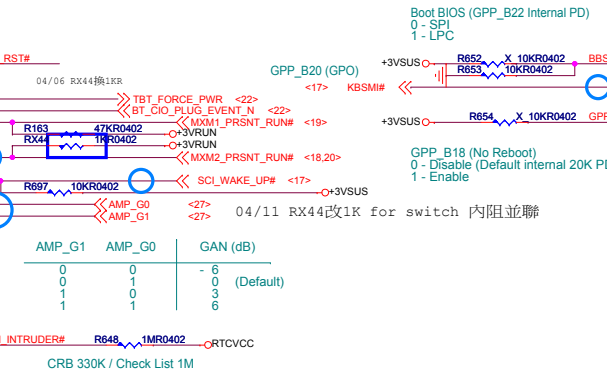 Boot BIOS (GPP_B22 Internal PD)
0 - SPI
1 - LPC
RST#
+3VSUS
R652 X_10KR0402
R653 10KR0402
BBS
04/06 RX44換1KR
GPP_B20 (GPO)
<17> KBSMI#
TBT_FORCE_PWR <22>
BT_CIO_PLUG_EVENT_N <22>
MXM1_PRSNT_RUN# <19>
R163 47KR0402
+3VRUN
RX44 1KR0402
+3VRUN
MXM2_PRSNT_RUN# <18,20>
+3VSUS
R654 X_10KR0402
GPP
GPP_B18 (No Reboot)
0 - Disable (Default internal 20K PD
1 - Enable
SCI_WAKE_UP# <17>
R697 10KR0402
+3VSUS
AMP_G0 <27>
AMP_G1 <27>
04/11 RX44改1K for switch 內阻並聯
AMP_G1 AMP_G0 GAN (dB)
0 0 - 6
0 1 0 (Default)
1 0 3
1 1 6
_INTRUDER#
R648 1MR0402
RTCVCC
CRB 330K / Check List 1M